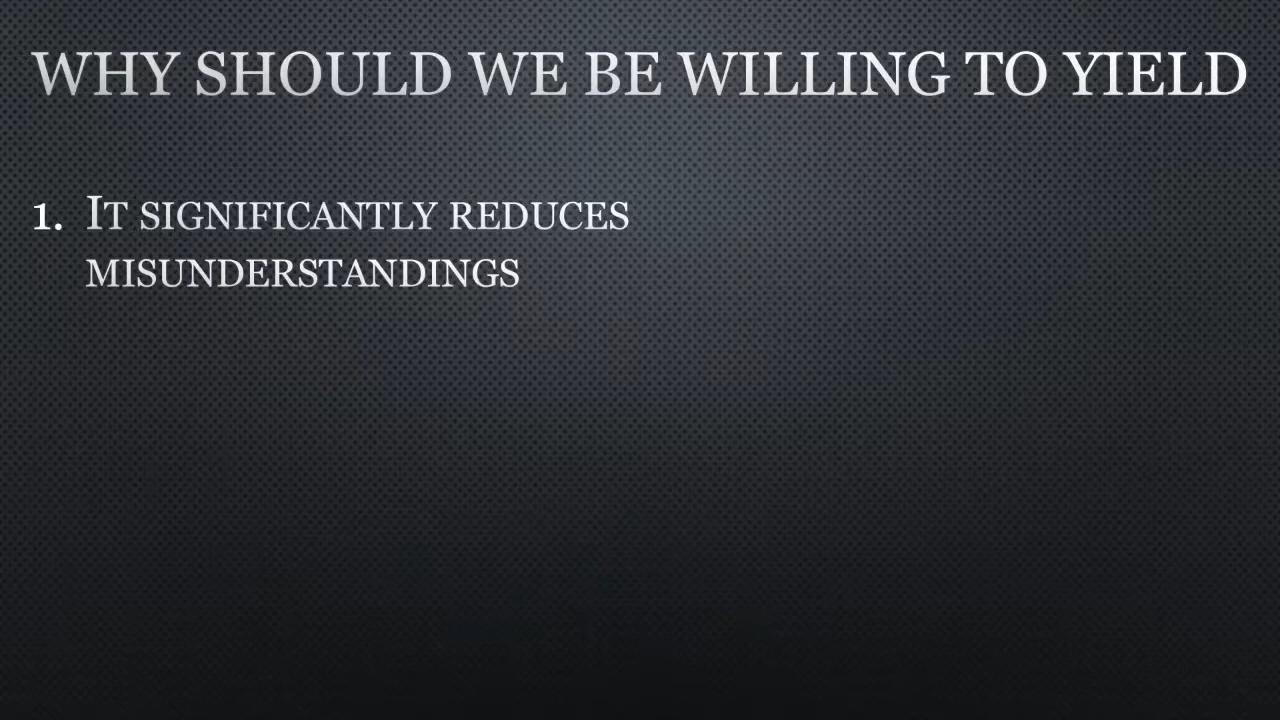 WHY SHOULD WE BE WILLING TO YIELD
1. IT SIGNIFICANTLY REDUCES
MISUNDERSTANDINGS